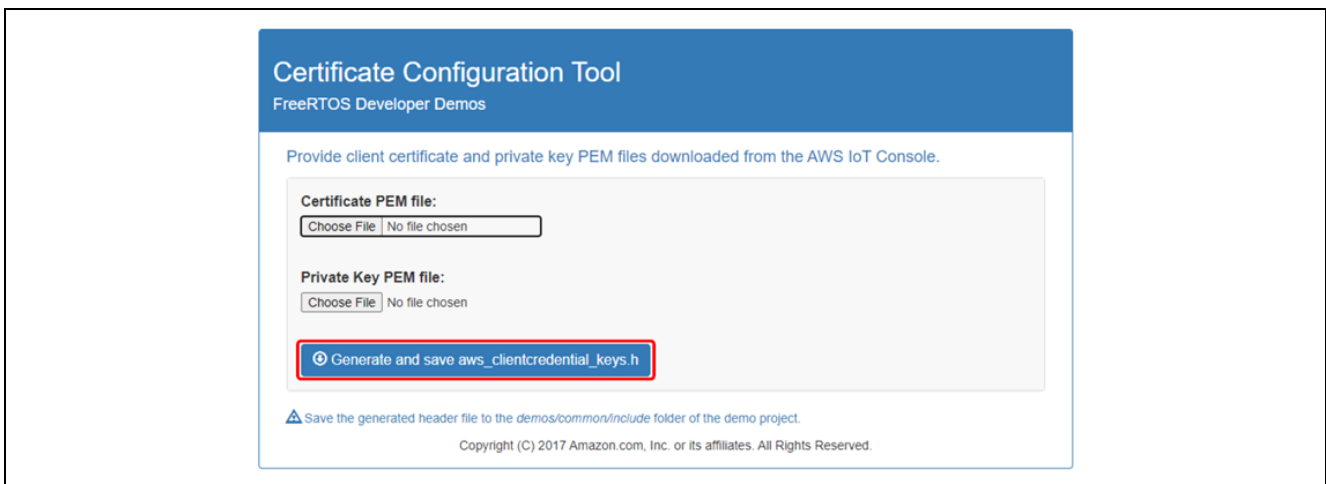 Certificate Configuration Tool
FreeRTOS Developer Demos
Provide client certificate and private key PEM files downloaded from the AWS IoT Console.
Certificate PEM file:
Choose File No file chosen
Private Key PEM file:
Choose File No file chosen
Generate and save aws_clientcredential_keys.h
Save the generated header file to the demos/common/include folder of the demo project.
Copyright (C) 2017 Amazon.com, Inc. or its affiliates. All Rights Reserved.